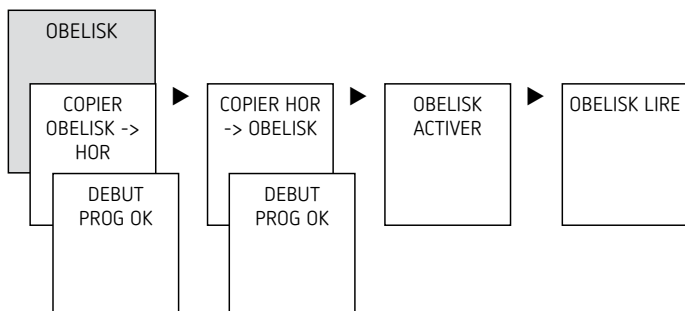 OBELISK
COPIER
OBELISK ->
HOR
DEBUT
PROG OK
COPIER HOR
-> OBELISK
DEBUT
PROG OK
OBELISK
ACTIVER
OBELISK LIRE